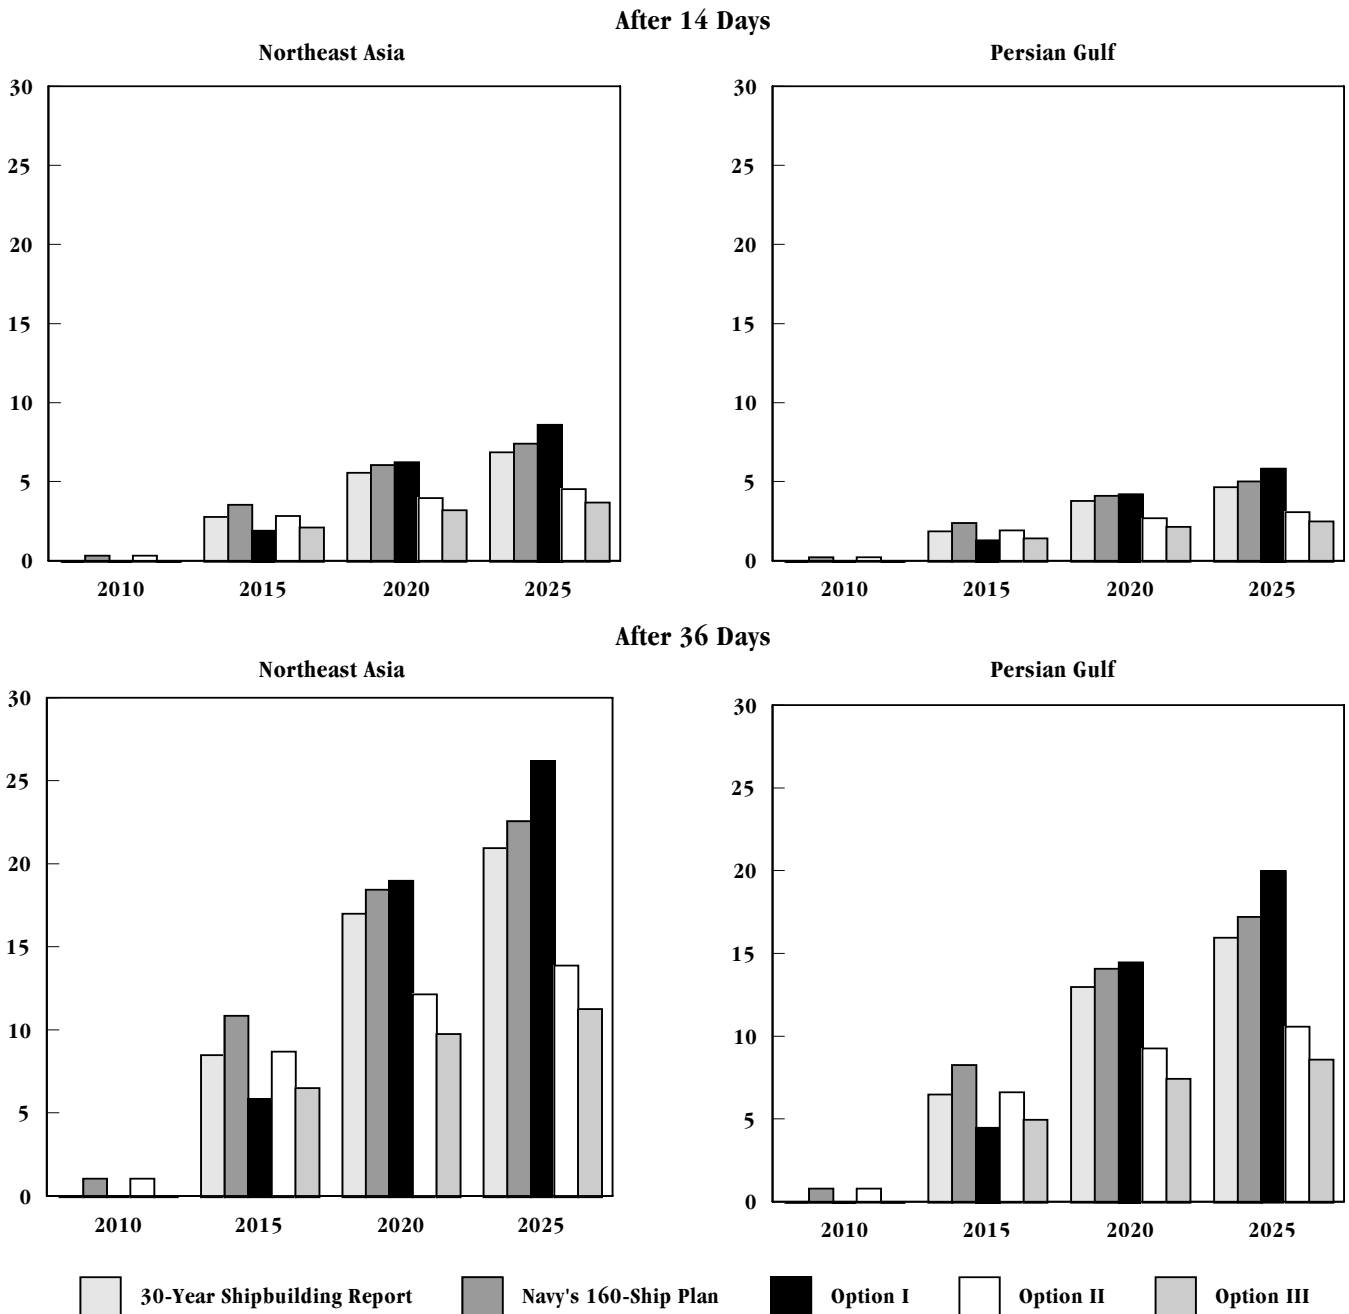 After 14 Days
Northeast Asia
30
25
20
15
10
5
0
2010 2015 2020 2025
Persian Gulf
30
25
20
15
10
5
0
2010 2015 2020 2025
After 36 Days
Northeast Asia
30
25
20
15
10
5
0
2010 2015 2020 2025
Persian Gulf
30
25
20
15
10
5
0
2010 2015 2020 2025
30-Year Shipbuilding Report Navy's 160-Ship Plan Option I Option II Option III